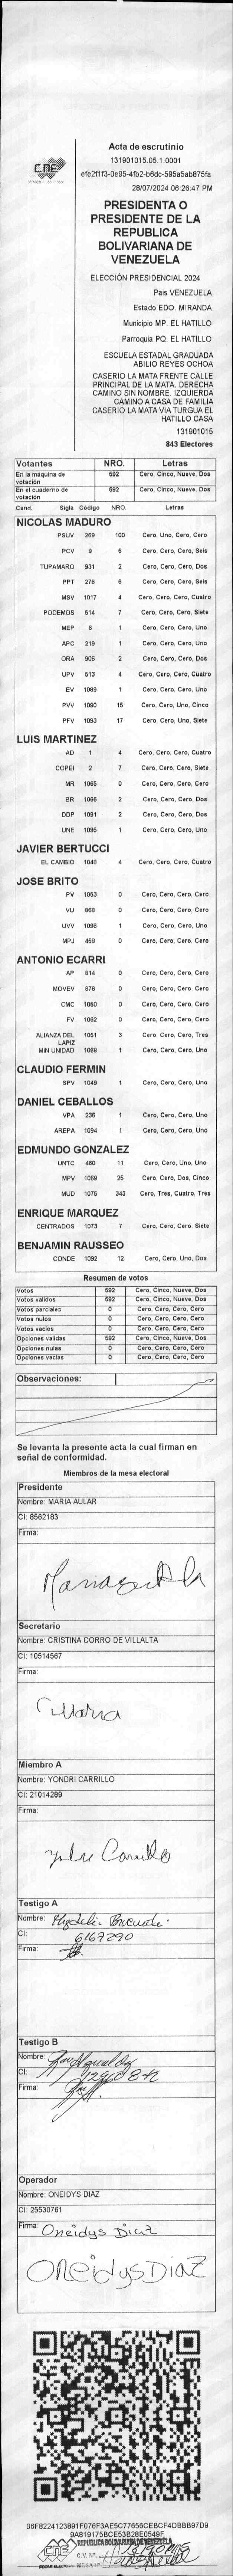 CNE
Acta de escrutinio
131901015.05.1.0001
efe2f1f3-0e95-4fb2-b6dc-595a5ab875fa
28/07/2024 06:26:47 PM
PRESIDENTA O
PRESIDENTE DE LA
REPUBLICA
BOLIVARIANA DE
VENEZUELA
ELECCIÓN PRESIDENCIAL 2024
Pais VENEZUELA
Estado EDO. MIRANDA
Municipio MP. EL HATILLO
Parroquia PQ. EL HATILLO
ESCUELA ESTADAL GRADUADA
ABILIO REYES OCHOA
CASERIO LA MATA FRENTE CALLE
PRINCIPAL DE LA MATA. DERECHA
CAMINO SIN NOMBRE. IZQUIERDA
CAMINO A CASA DE FAMILIA
CASERIO LA MATA VIA TURGUA EL
HATILLO CASA
131901015
843 Electores
Votantes NRO. Letras
En la máquina de votación 592 Cero, Cinco, Nueve, Dos
En el cuaderno de votación 592 Cero, Cinco, Nueve, Dos
Cand. Sigla Código NRO. Letras
NICOLAS MADURO
PSUV 269 100 Cero, Uno, Cero, Cero
PCV 9 6 Cero, Cero, Cero, Seis
TUPAMARO 931 2 Cero, Cero, Cero, Dos
PPT 276 6 Cero, Cero, Cero, Seis
MSV 1017 4 Cero, Cero, Cero, Cuatro
PODEMOS 514 7 Cero, Cero, Cero, Siete
MEP 6 1 Cero, Cero, Cero, Uno
APC 219 1 Cero, Cero, Cero, Uno
ORA 906 2 Cero, Cero, Cero, Dos
UPV 513 4 Cero, Cero, Cero, Cuatro
EV 1089 1 Cero, Cero, Cero, Uno
PVV 1090 15 Cero, Cero, Uno, Cinco
PFV 1093 17 Cero, Cero, Uno, Siete
LUIS MARTINEZ
AD 1 4 Cero, Cero, Cero, Cuatro
COPEI 2 7 Cero, Cero, Cero, Siete
MR 1065 0 Cero, Cero, Cero, Cero
BR 1066 2 Cero, Cero, Cero, Dos
DDP 1091 2 Cero, Cero, Cero, Dos
UNE 1095 1 Cero, Cero, Cero, Uno
JAVIER BERTUCCI
EL CAMBIO 1048 4 Cero, Cero, Cero, Cuatro
JOSE BRITO
PV 1053 0 Cero, Cero, Cero, Cero
VU 868 0 Cero, Cero, Cero, Cero
UVV 1096 1 Cero, Cero, Cero, Uno
MPJ 458 0 Cero, Cero, Cero, Cero
ANTONIO ECARRI
AP 814 0 Cero, Cero, Cero, Cero
MOVEV 878 0 Cero, Cero, Cero, Cero
CMC 1050 0 Cero, Cero, Cero, Cero
FV 1062 0 Cero, Cero, Cero, Cero
ALIANZA DEL LAPIZ 1051 3 Cero, Cero, Cero, Tres
MIN UNIDAD 1088 1 Cero, Cero, Cero, Uno
CLAUDIO FERMIN
SPV 1049 1 Cero, Cero, Cero, Uno
DANIEL CEBALLOS
VPA 236 1 Cero, Cero, Cero, Uno
AREPA 1094 1 Cero, Cero, Cero, Uno
EDMUNDO GONZALEZ
UNTC 460 11 Cero, Cero, Uno, Uno
MPV 1069 25 Cero, Cero, Dos, Cinco
MUD 1075 343 Cero, Tres, Cuatro, Tres
ENRIQUE MARQUEZ
CENTRADOS 1073 7 Cero, Cero, Cero, Siete
BENJAMIN RAUSSEO
CONDE 1092 12 Cero, Cero, Uno, Dos
Resumen de votos
Votos 592 Cero, Cinco, Nueve, Dos
Votos validos 592 Cero, Cinco, Nueve, Dos
Votos parciales 0 Cero, Cero, Cero, Cero
Votos nulos 0 Cero, Cero, Cero, Cero
Votos vacios 0 Cero, Cero, Cero, Cero
Opciones validas 592 Cero, Cinco, Nueve, Dos
Opciones nulas 0 Cero, Cero, Cero, Cero
Opciones vacias 0 Cero, Cero, Cero, Cero
Observaciones:
Se levanta la presente acta la cual firman en
señal de conformidad.
Miembros de la mesa electoral
Presidente
Nombre: MARIA AULAR
CI: 8562183
Firma:
Secretario
Nombre: CRISTINA CORRO DE VILLALTA
CI: 10514567
Firma:
Miembro A
Nombre: YONDRI CARRILLO
CI: 21014289
Firma:
Carrillo
Testigo A
Nombre:
CI: 6167290
Firma:
Testigo B
Nombre:
CI:
Firma:
Operador
Nombre: ONEIDYS DIAZ
CI: 25530761
Firma: Oneidys Diaz
Oneidys Diaz
06F8224123891F076F3AE5C77656CEBCF4DBBB97D9
9A819175BCE53B28E0549F
CNE
REPUBLICA BOLIVARIANA DE VENEZUELA